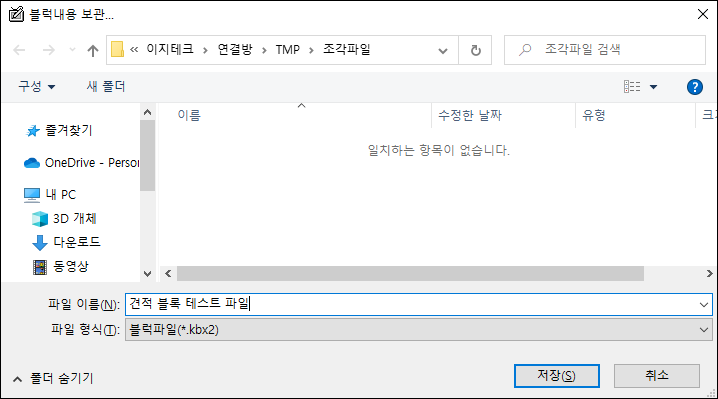 블럭내용 보관...
« 이지테크 > 연결방 > TMP > 조각파일
조각파일 검색
구성 새 폴더
이름 수정한 날짜 유형 크기
일치하는 항목이 없습니다.
즐겨찾기
OneDrive - Person
내 PC
3D 개체
다운로드
동영상
파일 이름(N): 견적 블록 테스트 파일
파일 형식(T): 블럭파일(*.kbx2)
폴더 숨기기
저장(S) 취소